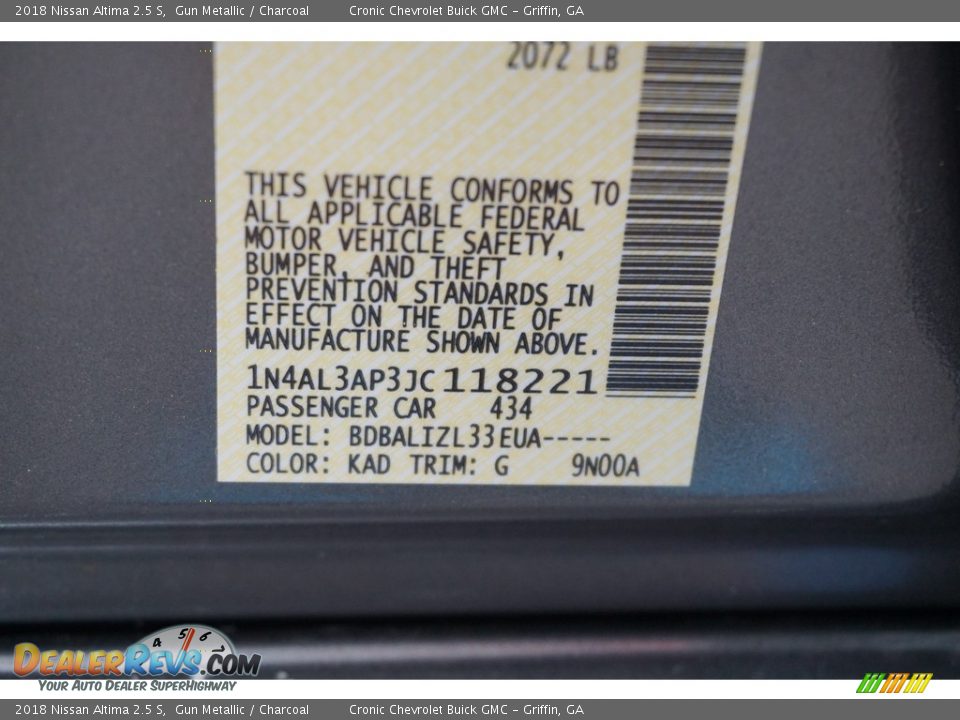 2018 Nissan Altima 2.5 S, Gun Metallic / Charcoal Cronic Chevrolet Buick GMC - Griffin, GA
2072 LB
THIS VEHICLE CONFORMS TO
ALL APPLICABLE FEDERAL
MOTOR VEHICLE SAFETY,
BUMPER, AND THEFT
PREVENTION STANDARDS IN
EFFECT ON THE DATE OF
MANUFACTURE SHOWN ABOVE.
1N4AL3AP3JC118221
PASSENGER CAR 434
MODEL: BDBALIZL33EUA-----
COLOR: KAD TRIM: G 9N00A
4 5 6
DEALERREVS.COM
YOUR AUTO DEALER SUPERHIGHWAY
2018 Nissan Altima 2.5 S, Gun Metallic / Charcoal Cronic Chevrolet Buick GMC - Griffin, GA